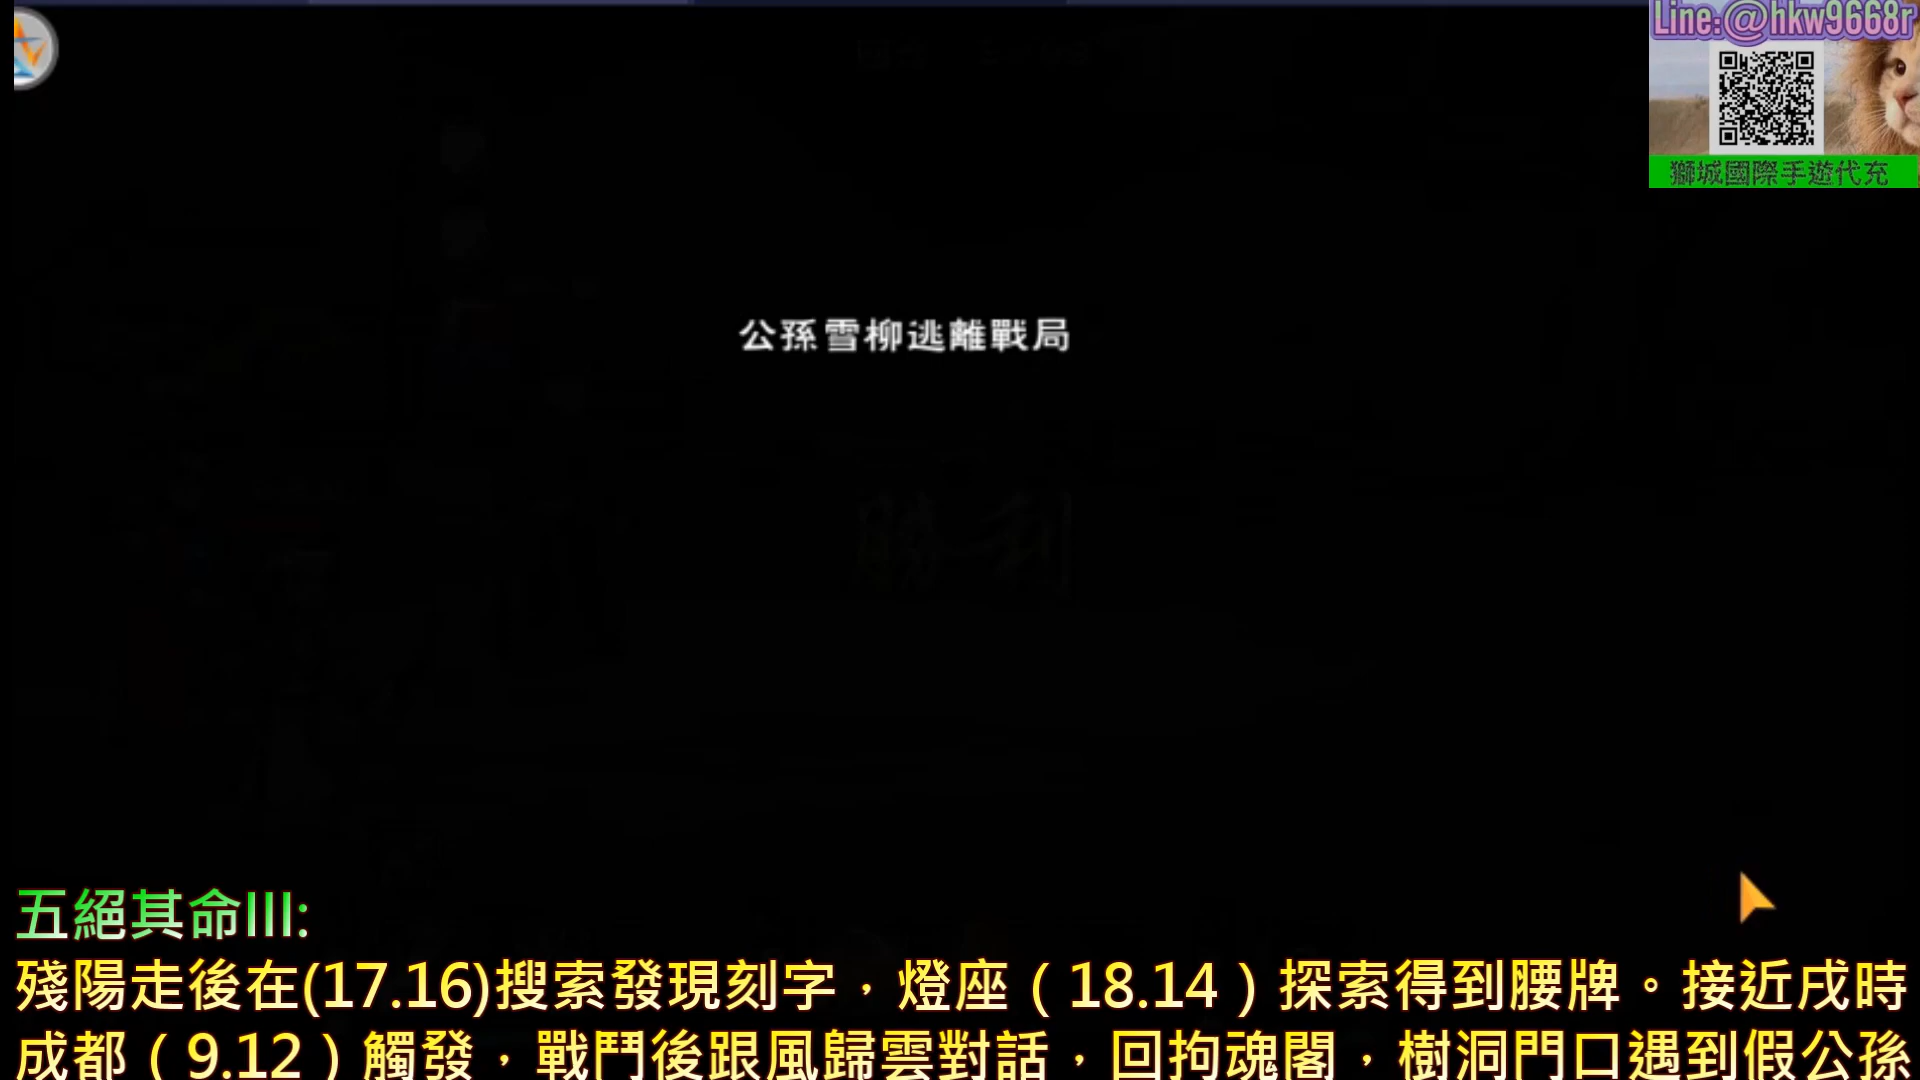 Line:@hkw9668r
獅城國際手遊代充
公孫雪柳逃離戰局
勝利
五絕其命III:
殘陽走後在(17.16)搜索發現刻字，燈座（18.14）探索得到腰牌。接近戌時
成都（9.12）觸發，戰鬥後跟風歸雲對話，回拘魂閣，樹洞門口遇到假公孫